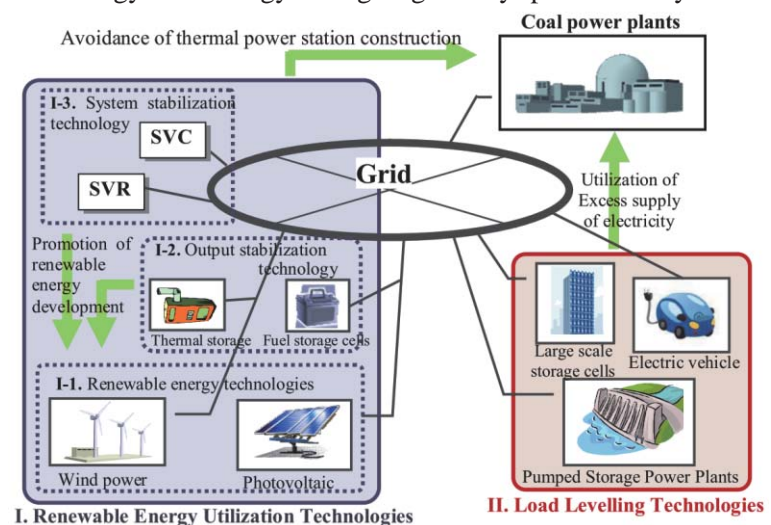 Coal power plants
Avoidance of thermal power station construction
I-3. System stabilization
technology
SVC
SVR
Grid
Utilization of
Excess supply
of electricity
Promotion of
renewable
energy
development
I-2. Output stabilization
technology
Thermal storage
Fuel storage cells
Large scale
storage cells
Electric vehicle
I-1. Renewable energy technologies
Wind power
Photovoltaic
Pumped Storage Power Plants
I. Renewable Energy Utilization Technologies
II. Load Levelling Technologies